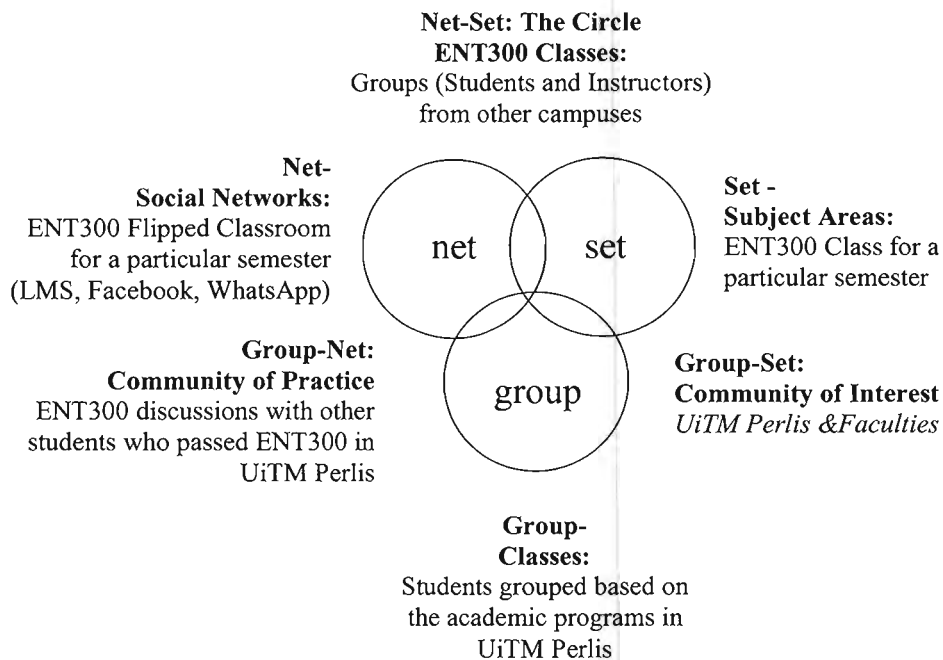 Net-Set: The Circle
ENT300 Classes:
Groups (Students and Instructors)
from other campuses
Net-
Social Networks:
ENT300 Flipped Classroom
for a particular semester
(LMS, Facebook, WhatsApp)
net
set
Set -
Subject Areas:
ENT300 Class for a
particular semester
Group-Net:
Community of Practice
ENT300 discussions with other
students who passed ENT300 in
UiTM Perlis
group
Group-Set:
Community of Interest
UiTM Perlis &Faculties
Group-
Classes:
Students grouped based on
the academic programs in
UiTM Perlis